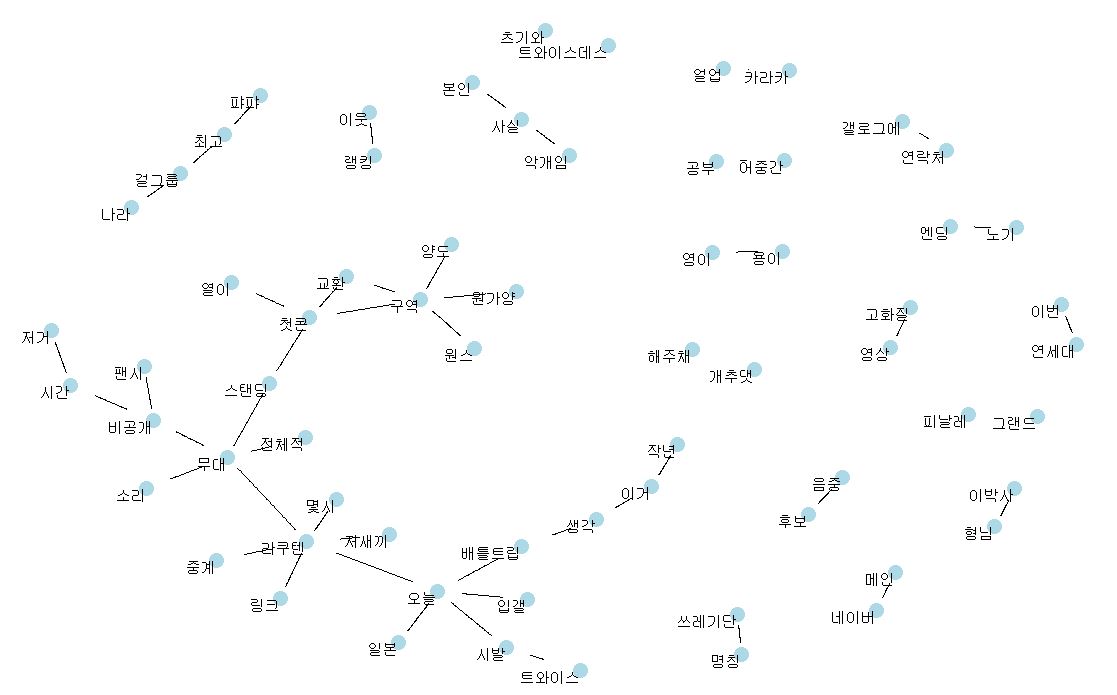 츠기와
트와이스데스
얼업
카라카
본인
퍄퍄
이웃
사실
갤로그에
최고
연락처
랭킹
악개임
공부
어중간
걸그룹
나라
엔딩
노기
양도
영이
용이
교환
열이
구역
원가양
첫콘
고화질
이번
저거
원스
해주채
영상
연세대
팬시
개추댓
시간
스탠딩
비공개
피날레
그랜드
전체적
작년
무대
소리
이거
음중
이박사
몇시
생각
후보
형님
라쿠텐
저새끼
배틀트립
중계
메인
링크
오늘
입갤
네이버
쓰레기단
일본
시발
명칭
트와이스